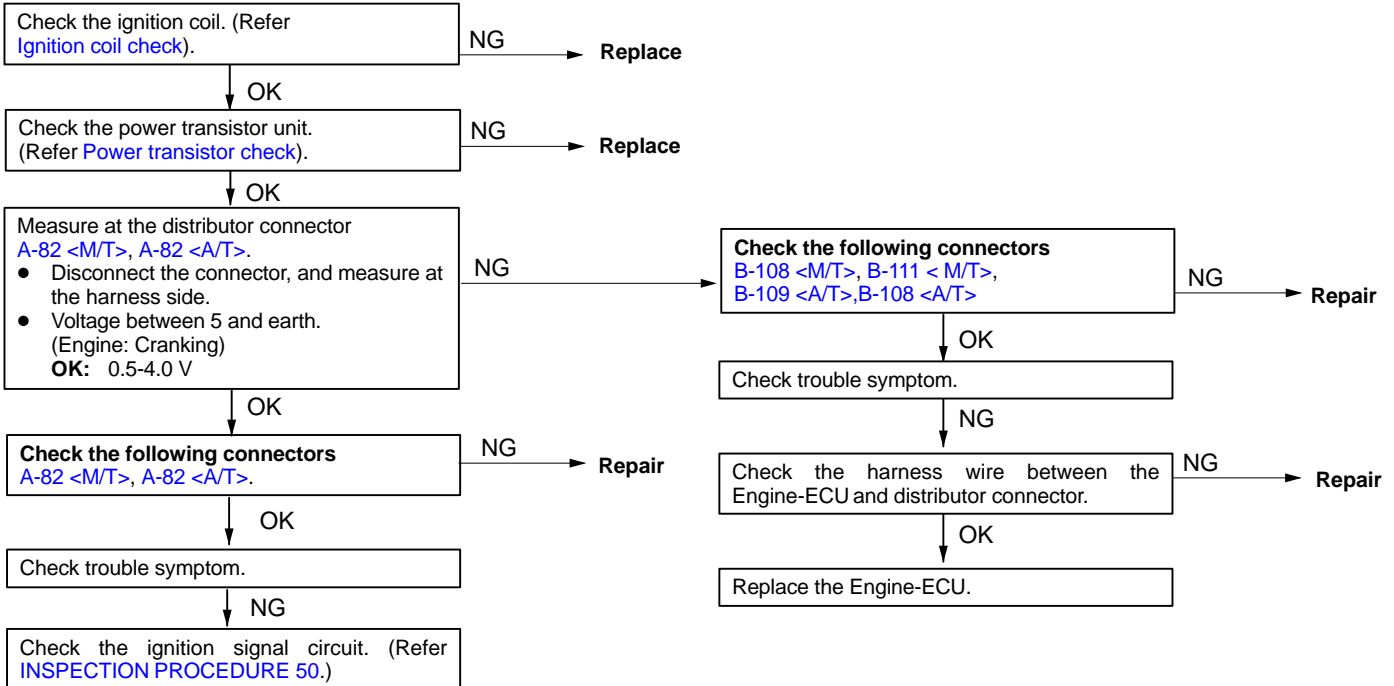 Check the ignition coil. (Refer
Ignition coil check).
NG
Replace
OK
Check the power transistor unit.
(Refer Power transistor check).
NG
Replace
OK
Measure at the distributor connector
A-82 <M/T>, A-82 <A/T>.
● Disconnect the connector, and measure at
the harness side.
● Voltage between 5 and earth.
(Engine: Cranking)
OK: 0.5-4.0 V
NG
OK
Check the following connectors
A-82 <M/T>, A-82 <A/T>.
NG
Repair
OK
Check trouble symptom.
NG
Check the ignition signal circuit. (Refer
INSPECTION PROCEDURE 50.)
Check the following connectors
B-108 <M/T>, B-111 < M/T>,
B-109 <A/T>,B-108 <A/T>
NG
Repair
OK
Check trouble symptom.
NG
Check the harness wire between the
Engine-ECU and distributor connector.
NG
Repair
OK
Replace the Engine-ECU.